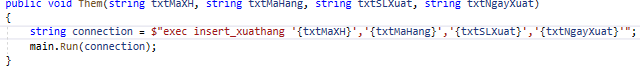 public void Them(string txtMaXH, string txtMaHang, string txtSLXuat, string txtNgayXuat)
{
string connection = $"exec insert_xuathang '{txtMaXH}','{txtMaHang}','{txtSLXuat}','{txtNgayXuat}'";
main.Run(connection);
}